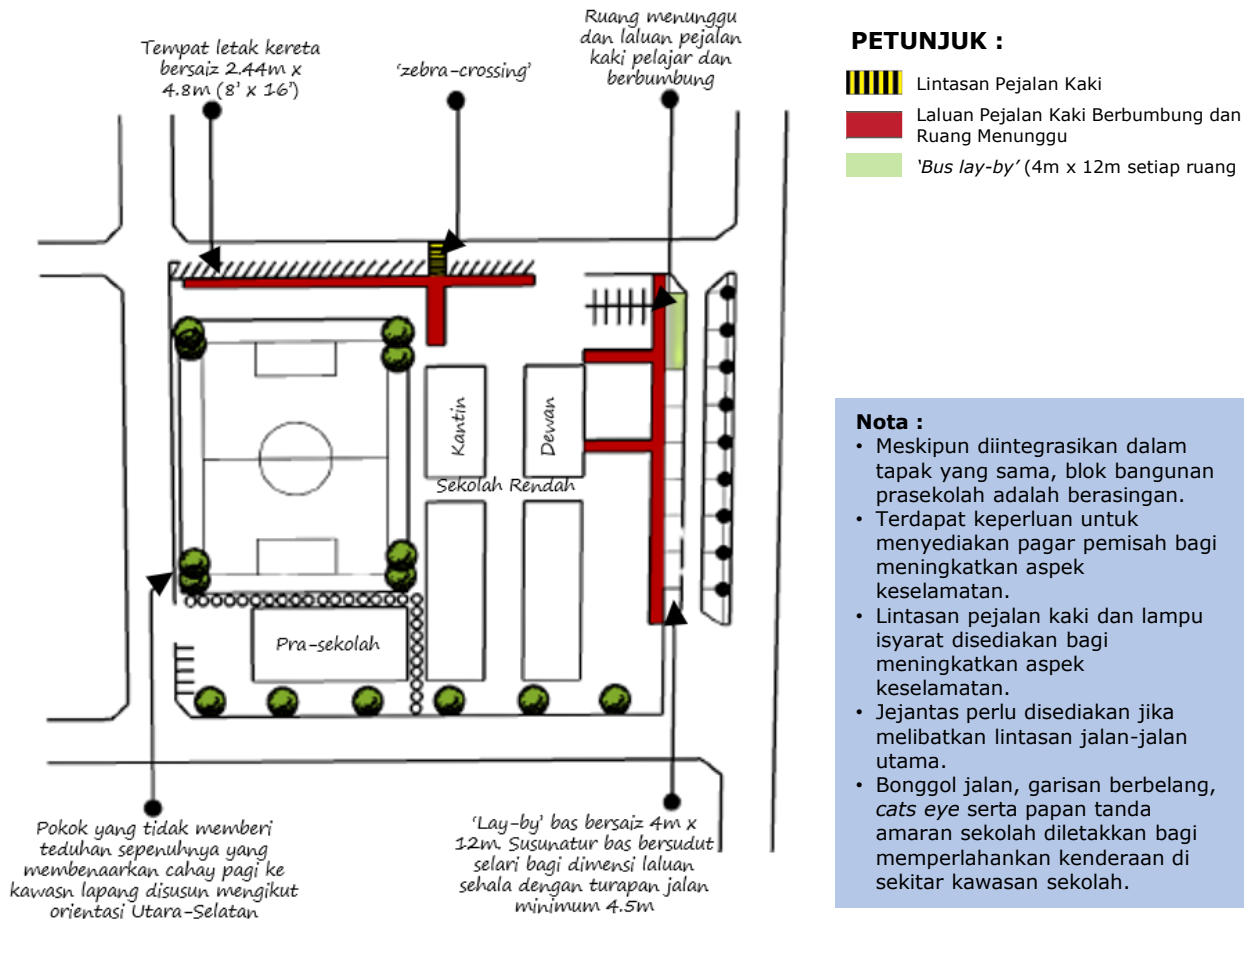 Tempat letak kereta
bersaiz 2.44m x
4.8m (8' x 16')
'zebra-crossing'
Ruang menunggu
dan laluan pejalan
kaki pelajar dan
berbumbung
PETUNJUK :
Lintasan Pejalan Kaki
Laluan Pejalan Kaki Berbumbung dan
Ruang Menunggu
'Bus lay-by' (4m x 12m setiap ruang
Kantin
Dewan
Sekolah Rendah
Pra-sekolah
Nota :
• Meskipun diintegrasikan dalam
tapak yang sama, blok bangunan
prasekolah adalah berasingan.
• Terdapat keperluan untuk
menyediakan pagar pemisah bagi
meningkatkan aspek
keselamatan.
• Lintasan pejalan kaki dan lampu
isyarat disediakan bagi
meningkatkan aspek
keselamatan.
• Jejantas perlu disediakan jika
melibatkan lintasan jalan-jalan
utama.
• Bonggol jalan, garisan berbelang,
cats eye serta papan tanda
amaran sekolah diletakkan bagi
memperlahankan kenderaan di
sekitar kawasan sekolah.
Pokok yang tidak memberi
teduhan sepenuhnya yang
membenaarkan cahay pagi ke
kawasn lapang disusun mengikut
orientasi Utara-Selatan
'Lay-by' bas bersaiz 4m x
12m. Susunatur bas bersudut
selari bagi dimensi laluan
sehala dengan turapan jalan
minimum 4.5m